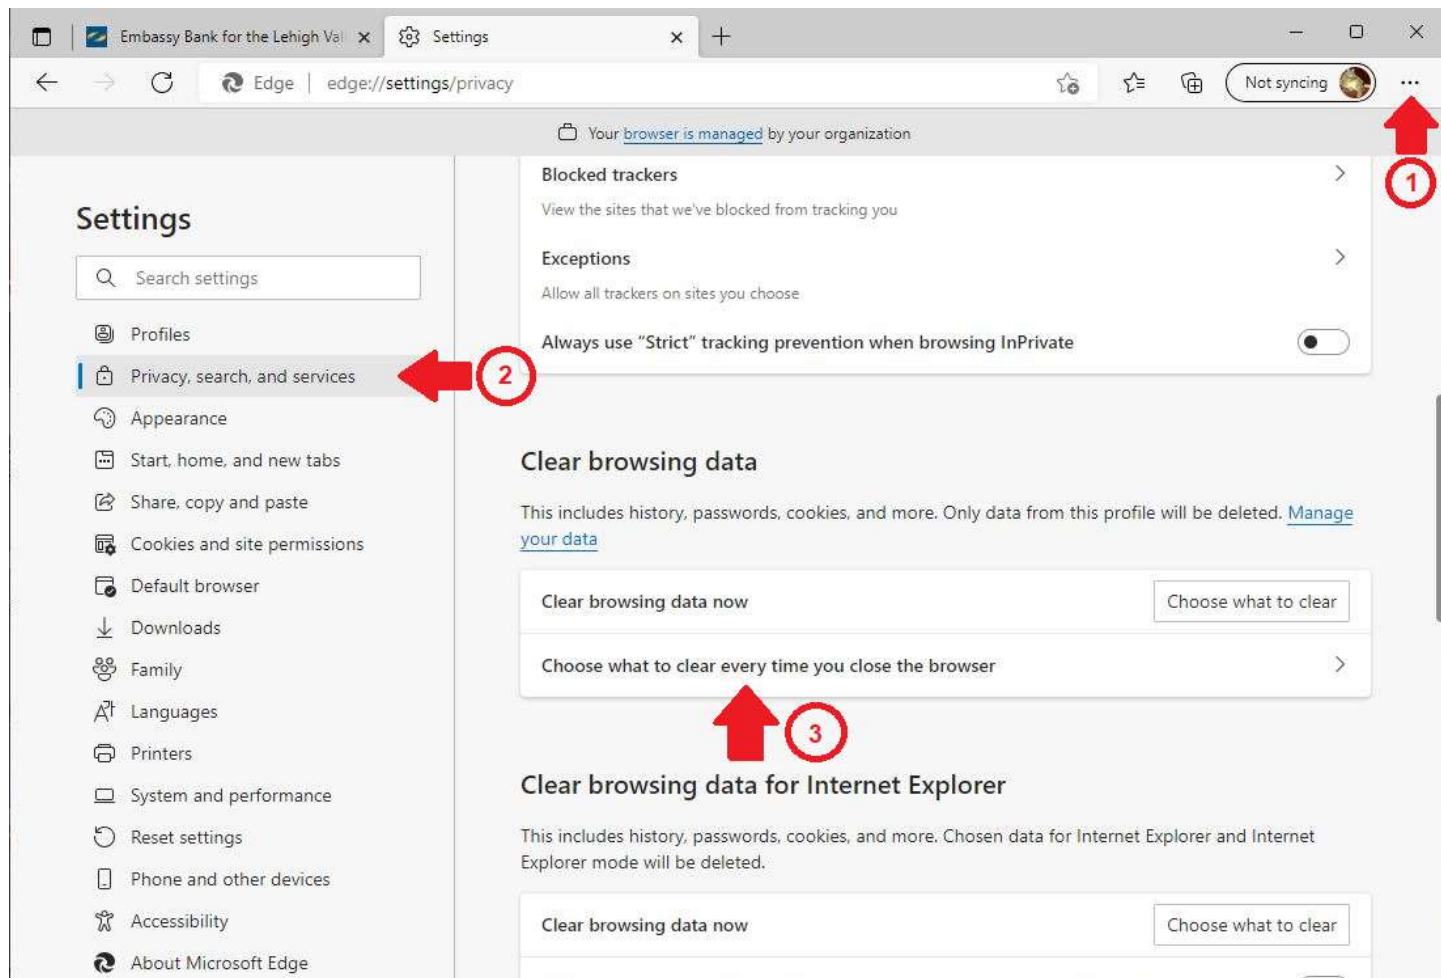 Embassy Bank for the Lehigh Val
Settings
Edge | edge://settings/privacy
Not syncing
Your browser is managed by your organization
1
Settings
Search settings
Profiles
Privacy, search, and services
2
Appearance
Start, home, and new tabs
Share, copy and paste
Cookies and site permissions
Default browser
Downloads
Family
Languages
Printers
System and performance
Reset settings
Phone and other devices
Accessibility
About Microsoft Edge
Blocked trackers
View the sites that we've blocked from tracking you
Exceptions
Allow all trackers on sites you choose
Always use “Strict” tracking prevention when browsing InPrivate
Clear browsing data
This includes history, passwords, cookies, and more. Only data from this profile will be deleted. Manage
your data
Clear browsing data now
Choose what to clear
Choose what to clear every time you close the browser
3
Clear browsing data for Internet Explorer
This includes history, passwords, cookies, and more. Chosen data for Internet Explorer and Internet
Explorer mode will be deleted.
Clear browsing data now
Choose what to clear